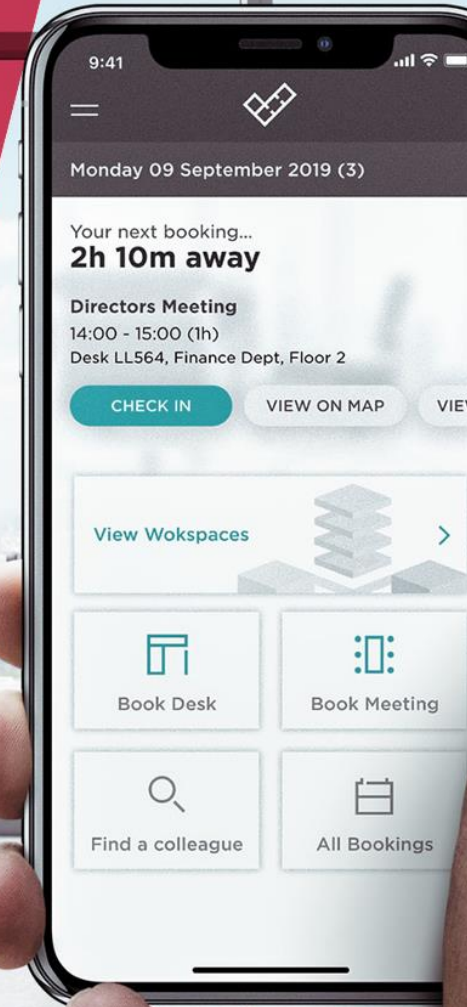 9:41
Monday 09 September 2019 (3)
Your next booking...
2h 10m away
Directors Meeting
14:00 - 15:00 (1h)
Desk LL564, Finance Dept, Floor 2
CHECK IN VIEW ON MAP
View Wokspaces
Book Desk Book Meeting
Find a colleague All Bookings